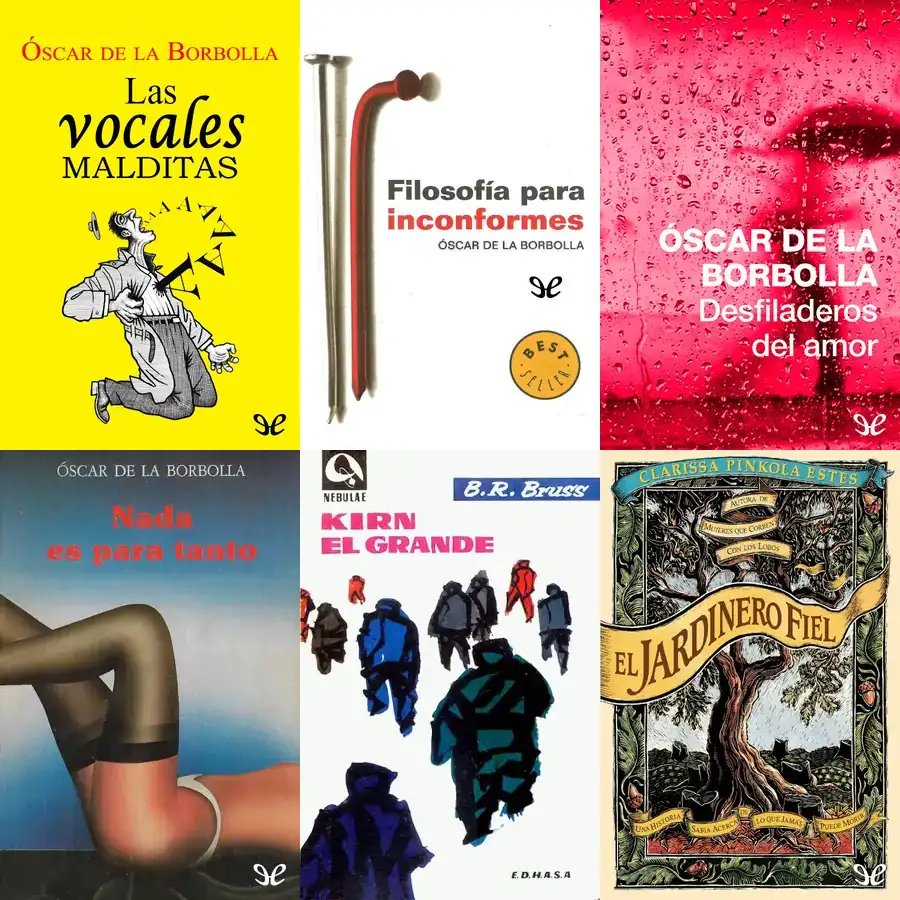 ÓSCAR DE LA BORBOLLA
Las
vocales
MALDITAS
A A A A A A A A
Filosofía para
inconformes
ÓSCAR DE LA BORBOLLA
BEST
SELLER
ÓSCAR DE LA
BORBOLLA
Desfiladeros
del amor
ÓSCAR DE LA BORBOLLA
Nada
es para tanto
NEBULAE
B.R. Bruss
KIRN
EL GRANDE
E.D.H.A.S.A
CLARISSA PINKOLA ESTÉS
AUTORA DE
MUJERES QUE CORREN
CON LOS LOBOS
EL JARDINERO FIEL
UNA HISTORIA SABIA ACERCA DE LO QUE JAMÁS PUEDE MORIR